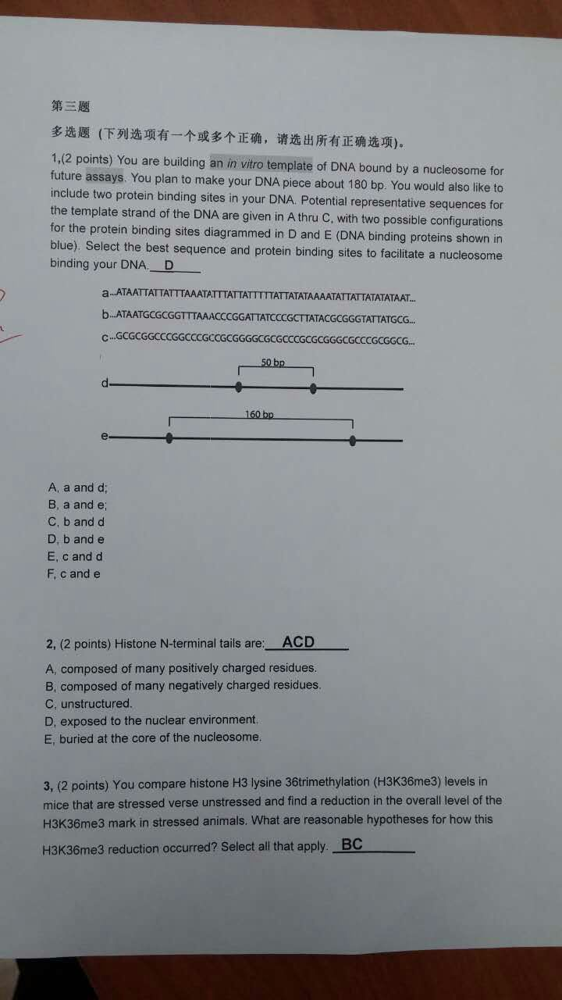 第三题
多选题 (下列选项有一个或多个正确，请选出所有正确选项)。
1,(2 points) You are building an in vitro template of DNA bound by a nucleosome for
future assays. You plan to make your DNA piece about 180 bp. You would also like to
include two protein binding sites in your DNA. Potential representative sequences for
the template strand of the DNA are given in A thru C, with two possible configurations
for the protein binding sites diagrammed in D and E (DNA binding proteins shown in
blue). Select the best sequence and protein binding sites to facilitate a nucleosome
binding your DNA. D
a...ATAATTATTATTTAAATATTTATTATTTTTATTATATAAAATATTATTATATATAAT...
b...ATAATGCGCGGTTTAAACCCGGATTATCCCGCTTATACGCGGGTATTATGCG...
c...GCGCGGCCCGGCCCGCCGCGGGGCGCGCCCGCGCGGGCGCCCGCGGCG...
50 bp
d
160 bp
e
A, a and d;
B, a and e;
C, b and d
D, b and e
E, c and d
F, c and e
2, (2 points) Histone N-terminal tails are: ACD
A, composed of many positively charged residues.
B, composed of many negatively charged residues.
C, unstructured.
D, exposed to the nuclear environment.
E, buried at the core of the nucleosome.
3, (2 points) You compare histone H3 lysine 36trimethylation (H3K36me3) levels in
mice that are stressed verse unstressed and find a reduction in the overall level of the
H3K36me3 mark in stressed animals. What are reasonable hypotheses for how this
H3K36me3 reduction occurred? Select all that apply. BC